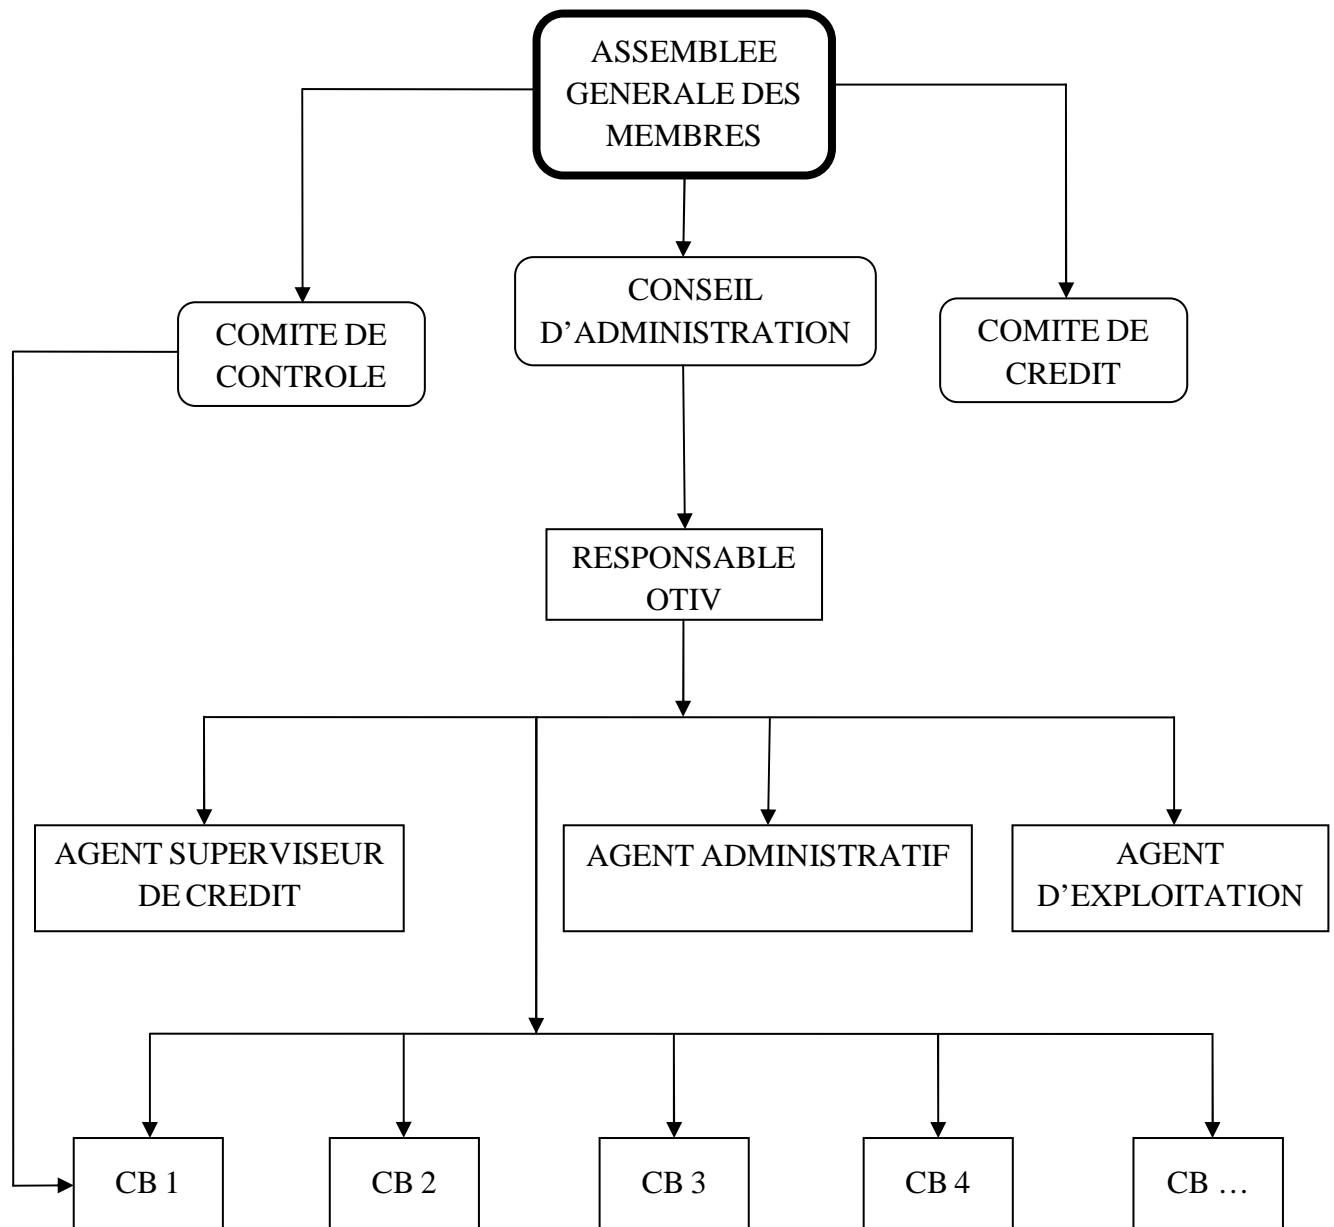 ASSEMBLEE
GENERALE DES
MEMBRES
COMITE DE
CONTROLE
CONSEIL
D’ADMINISTRATION
COMITE DE
CREDIT
RESPONSABLE
OTIV
AGENT SUPERVISEUR
DE CREDIT
AGENT ADMINISTRATIF
AGENT
D’EXPLOITATION
CB 1
CB 2
CB 3
CB 4
CB …